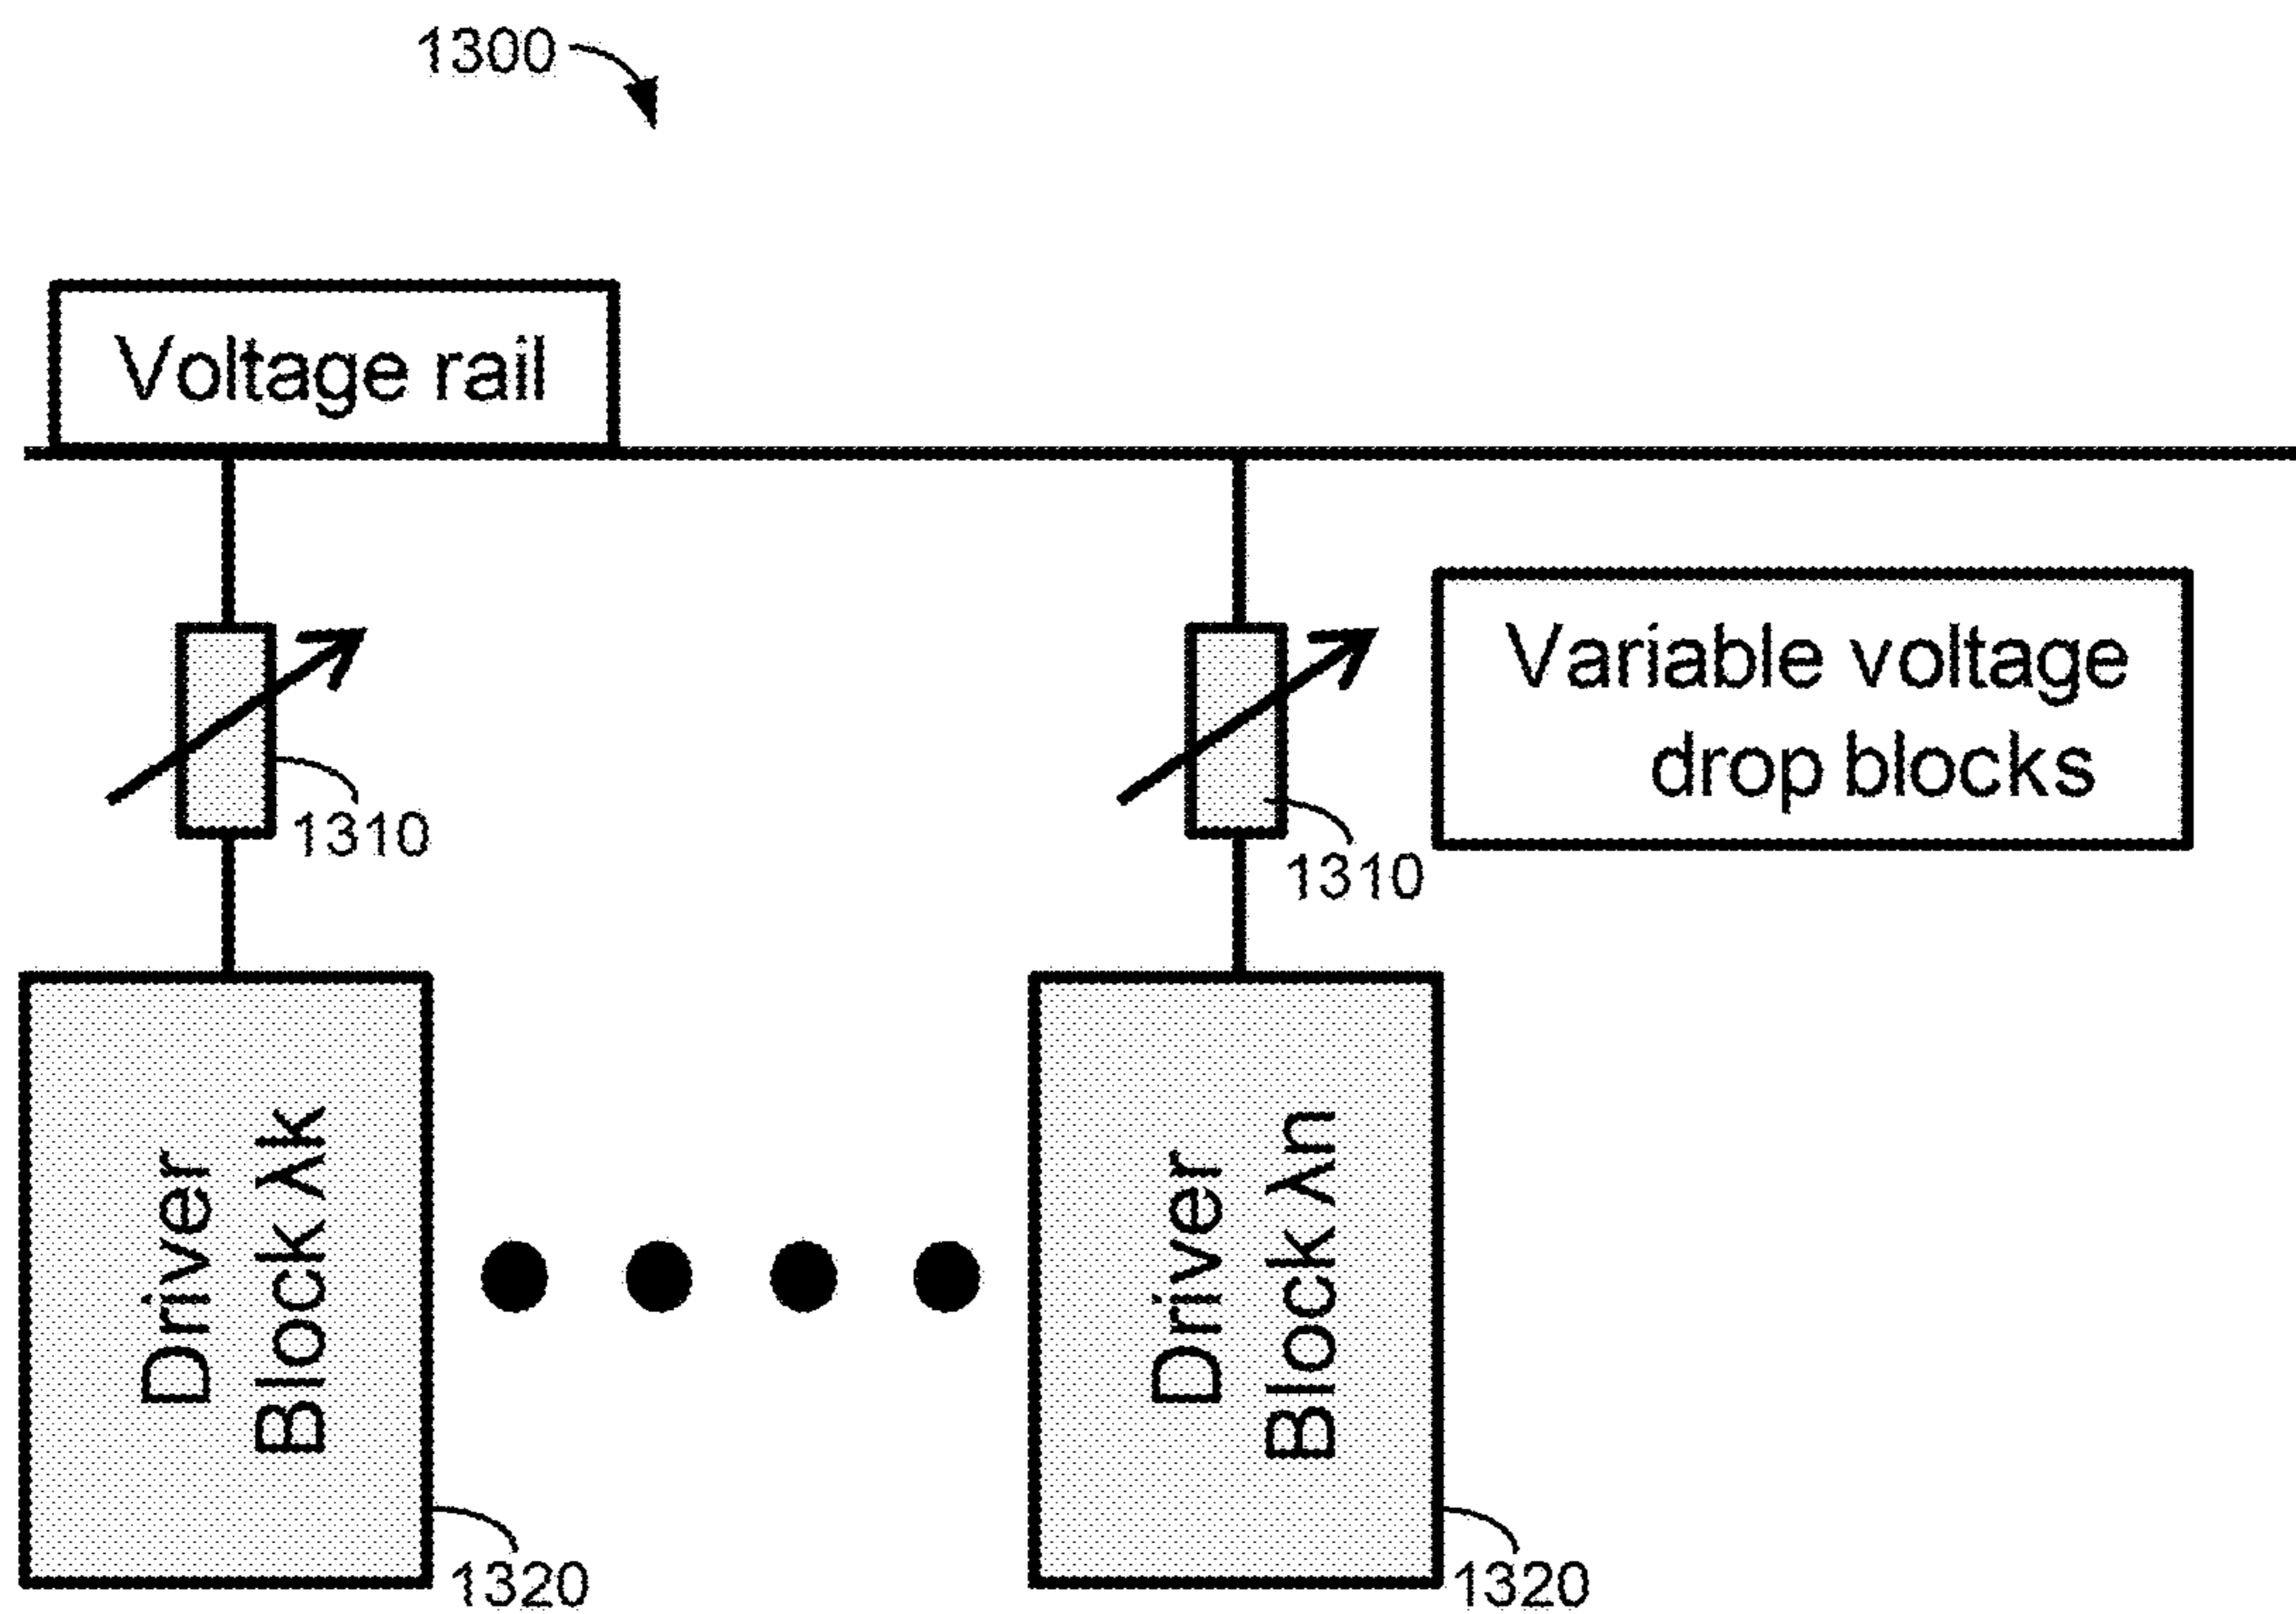 1300
Voltage rail
Variable voltage
drop blocks
1310
1310
Driver
Block λk
Driver
Block λn
1320
1320